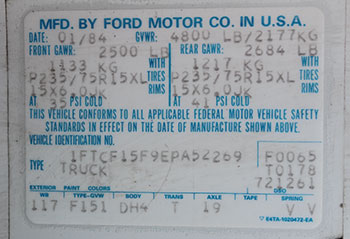 MFD. BY FORD MOTOR CO. IN U.S.A.
DATE: 01/84 GVWR: 4800 LB/2177KG
FRONT GAWR: 2500 LB REAR GAWR: 2684 LB
1133 KG WITH 1217 KG WITH
P235/75R15XL TIRES P235/75R15XL TIRES
15X6.0JK RIMS 15X6.0JK RIMS
AT 35 PSI COLD AT 41 PSI COLD
THIS VEHICLE CONFORMS TO ALL APPLICABLE FEDERAL MOTOR VEHICLE SAFETY
STANDARDS IN EFFECT ON THE DATE OF MANUFACTURE SHOWN ABOVE.
VEHICLE IDENTIFICATION NO.
1FTCF15F9EPA52269 F0065
TYPE TRUCK T0178
721261
EXTERIOR PAINT COLORS DSO
WB TYPE-GVW BODY TRANS AXLE TAPE SPRING
117 F151 DH4 T 19 V V
E4TA-1020472-EA